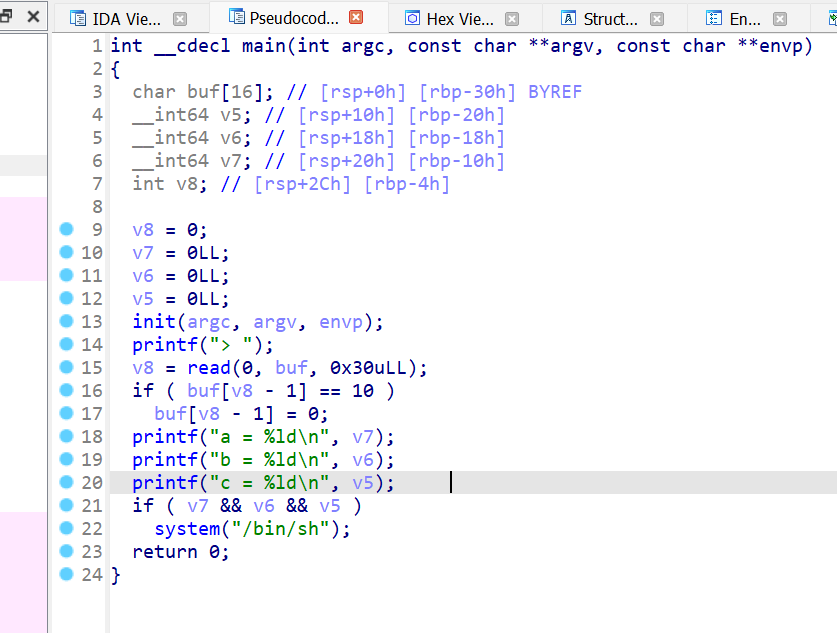 IDA Vie... Pseudocod... Hex Vie... Struct... En...
1 int __cdecl main(int argc, const char **argv, const char **envp)
2 {
3   char buf[16]; // [rsp+0h] [rbp-30h] BYREF
4   __int64 v5; // [rsp+10h] [rbp-20h]
5   __int64 v6; // [rsp+18h] [rbp-18h]
6   __int64 v7; // [rsp+20h] [rbp-10h]
7   int v8; // [rsp+2Ch] [rbp-4h]
8
9   v8 = 0;
10   v7 = 0LL;
11   v6 = 0LL;
12   v5 = 0LL;
13   init(argc, argv, envp);
14   printf("> ");
15   v8 = read(0, buf, 0x30uLL);
16   if ( buf[v8 - 1] == 10 )
17     buf[v8 - 1] = 0;
18   printf("a = %ld\n", v7);
19   printf("b = %ld\n", v6);
20   printf("c = %ld\n", v5);
21   if ( v7 && v6 && v5 )
22     system("/bin/sh");
23   return 0;
24 }